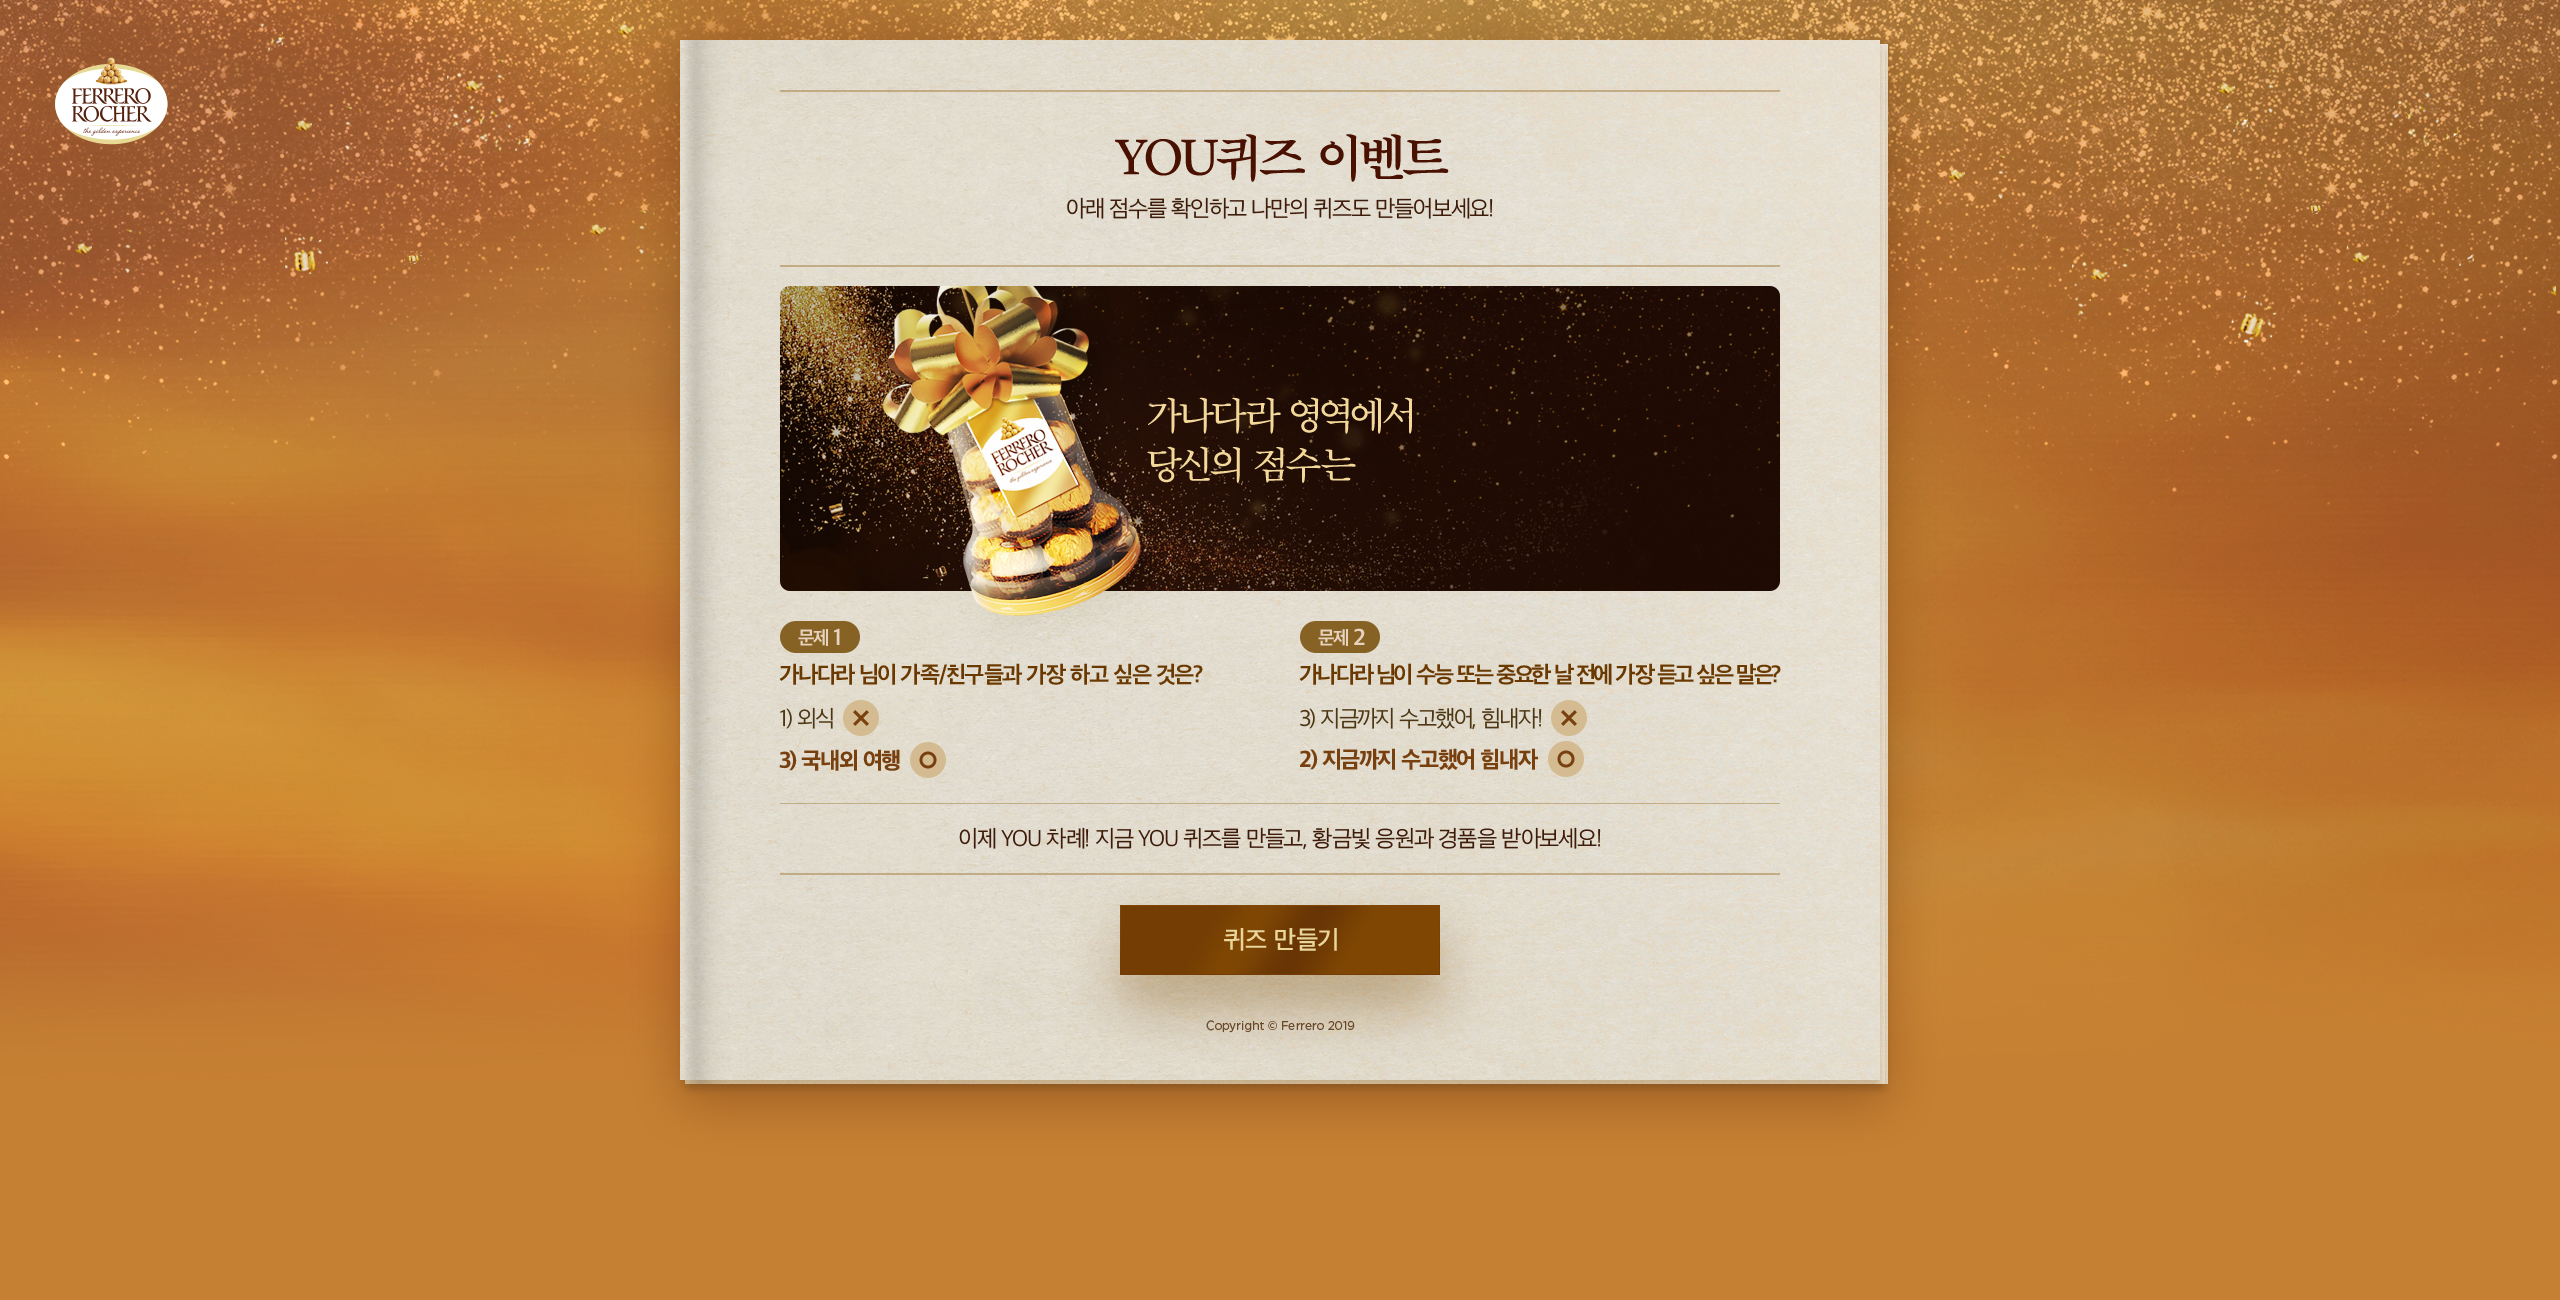 FERRERO
ROCHER
the golden experience
YOU퀴즈 이벤트
아래 점수를 확인하고 나만의 퀴즈도 만들어보세요!
FERRERO
ROCHER
the golden experience
가나다라 영역에서
당신의 점수는
문제 1
가나다라 님이 가족/친구들과 가장 하고 싶은 것은?
1) 외식
3) 국내외 여행
문제 2
가나다라 님이 수능 또는 중요한 날 전에 가장 듣고 싶은 말은?
3) 지금까지 수고했어, 힘내자!
2) 지금까지 수고했어 힘내자
이제 YOU 차례! 지금 YOU 퀴즈를 만들고, 황금빛 응원과 경품을 받아보세요!
퀴즈 만들기
Copyright © Ferrero 2019